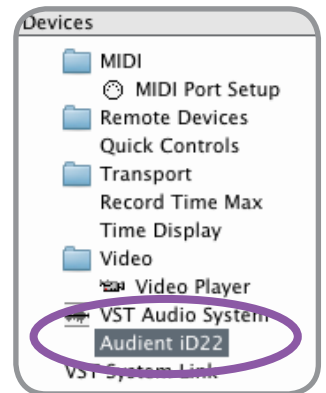 Devices
MIDI
MIDI Port Setup
Remote Devices
Quick Controls
Transport
Record Time Max
Time Display
Video
Video Player
VST Audio System
Audient iD22
VST System Link